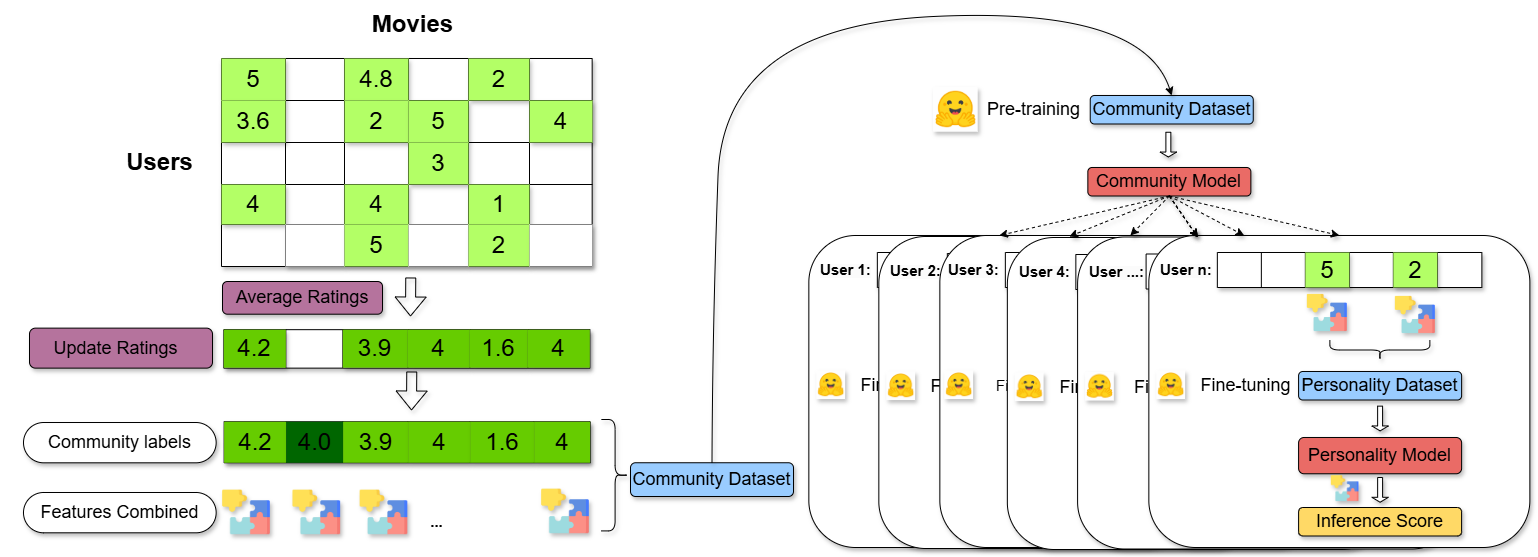 Movies
Users
5 4.8 2
3.6 2 5 4
3
4 4 1
5 2
Average Ratings
Update Ratings
4.2 3.9 4 1.6 4
Community labels
4.2 4.0 3.9 4 1.6 4
Features Combined
...
Community Dataset
Pre-training
Community Dataset
Community Model
User 1:
User 2:
User 3:
User 4:
User ...:
User n:
5 2
Fin
F
Fi
Fin
Fi
Fine-tuning
Personality Dataset
Personality Model
Inference Score